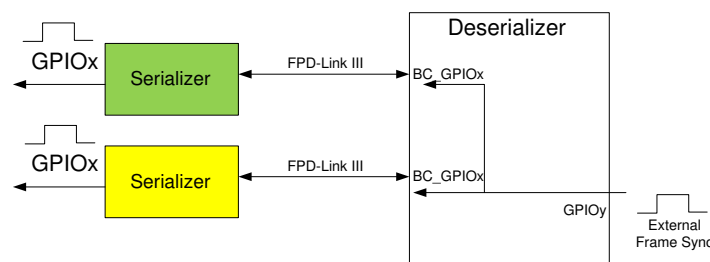 Deserializer
GPIOx
Serializer
FPD-Link III
BC_GPIOx
GPIOx
Serializer
FPD-Link III
BC_GPIOx
GPIOy
External
Frame Sync